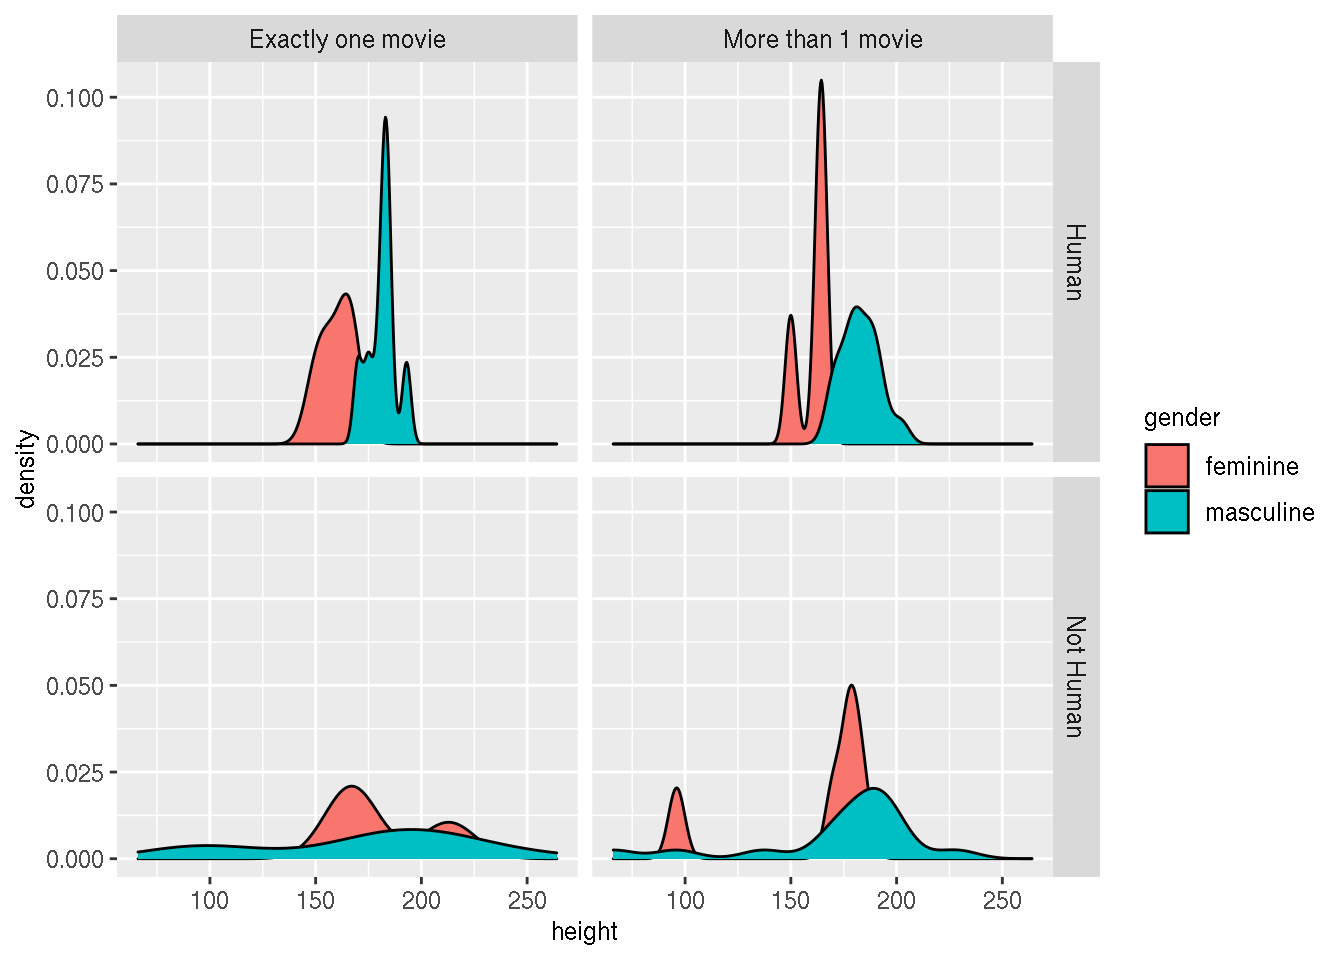 Exactly one movie
More than 1 movie
0.100
0.075
0.050
0.025
0.000
Human
0.100
0.075
0.050
0.025
0.000
Not Human
density
100
150
200
250
100
150
200
250
height
gender
feminine
masculine